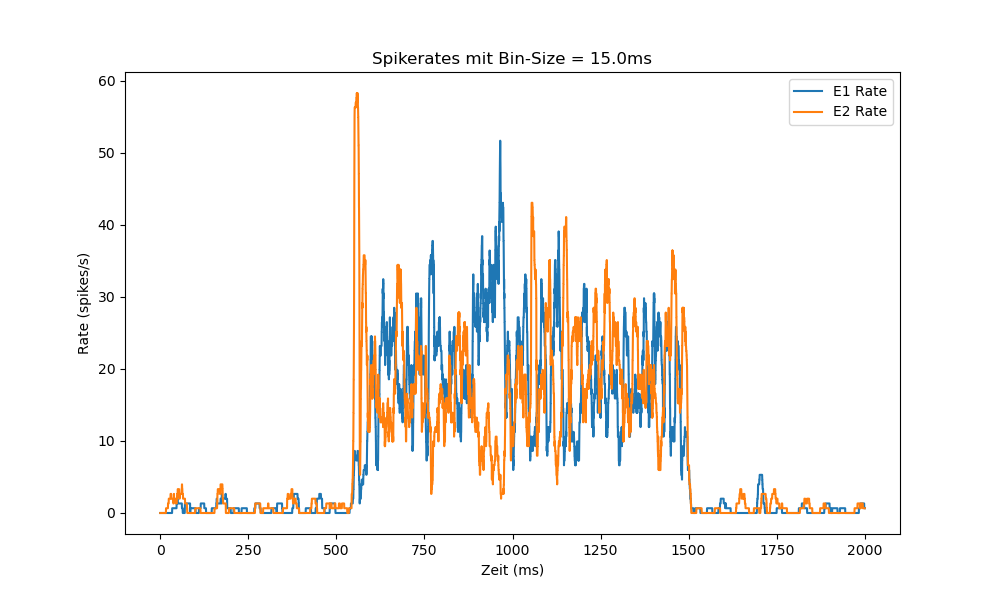 Spikerates mit Bin-Size = 15.0ms
E1 Rate
E2 Rate
Rate (spikes/s)
60
50
40
30
20
10
0
0 250 500 750 1000 1250 1500 1750 2000
Zeit (ms)